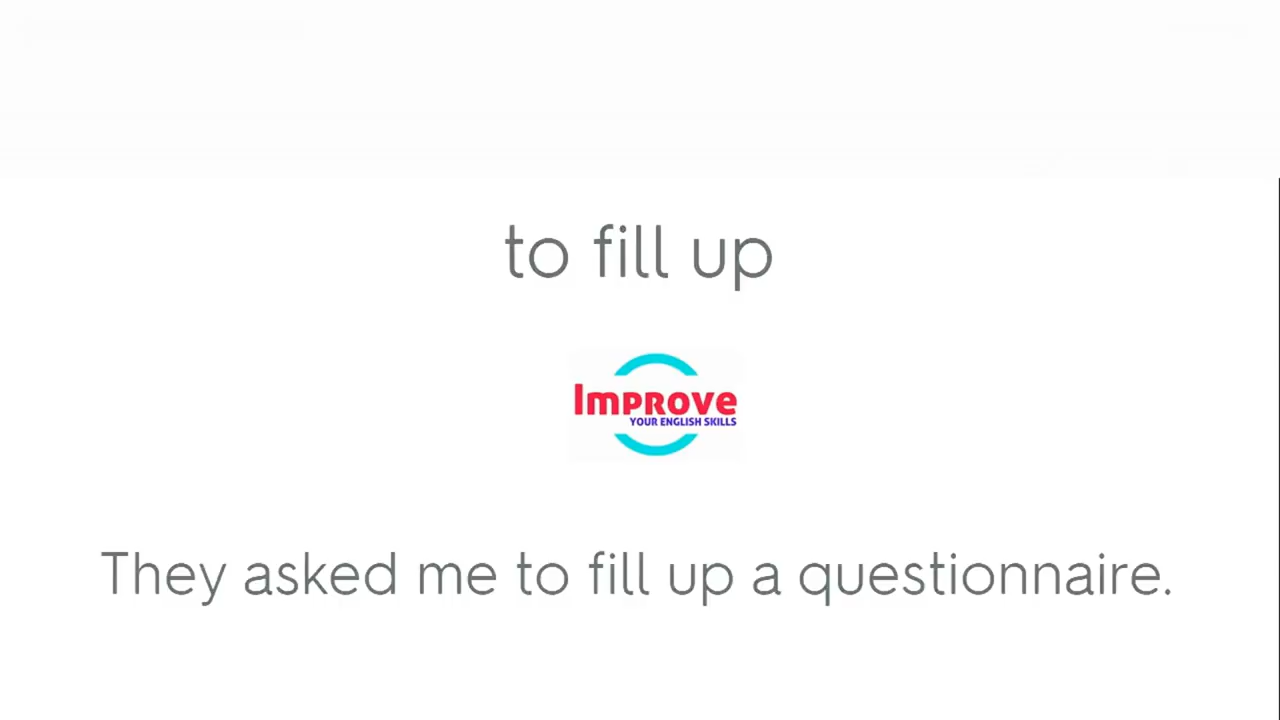 to fill up
Improve
YOUR ENGLISH SKILLS
They asked me to fill up a questionnaire.